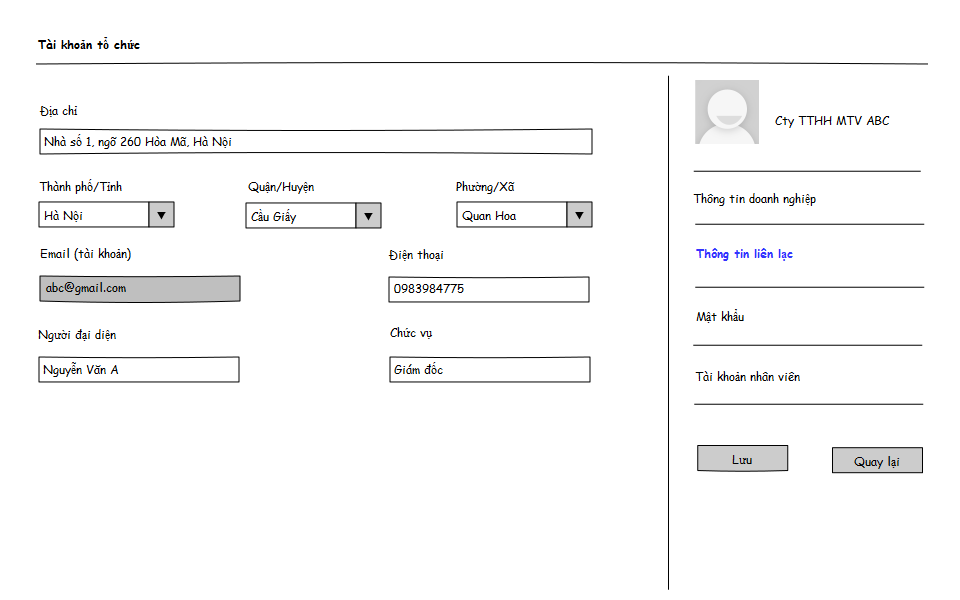 Tài khoản tổ chức
Địa chỉ
Nhà số 1, ngõ 260 Hòa Mã, Hà Nội
Thành phố/Tỉnh
Quận/Huyện
Phường/Xã
Hà Nội
Cầu Giấy
Quan Hoa
Email (tài khoản)
Điện thoại
abc@gmail.com
0983984775
Người đại diện
Chức vụ
Nguyễn Văn A
Giám đốc
Cty TTHH MTV ABC
Thông tin doanh nghiệp
Thông tin liên lạc
Mật khẩu
Tài khoản nhân viên
Lưu
Quay lại